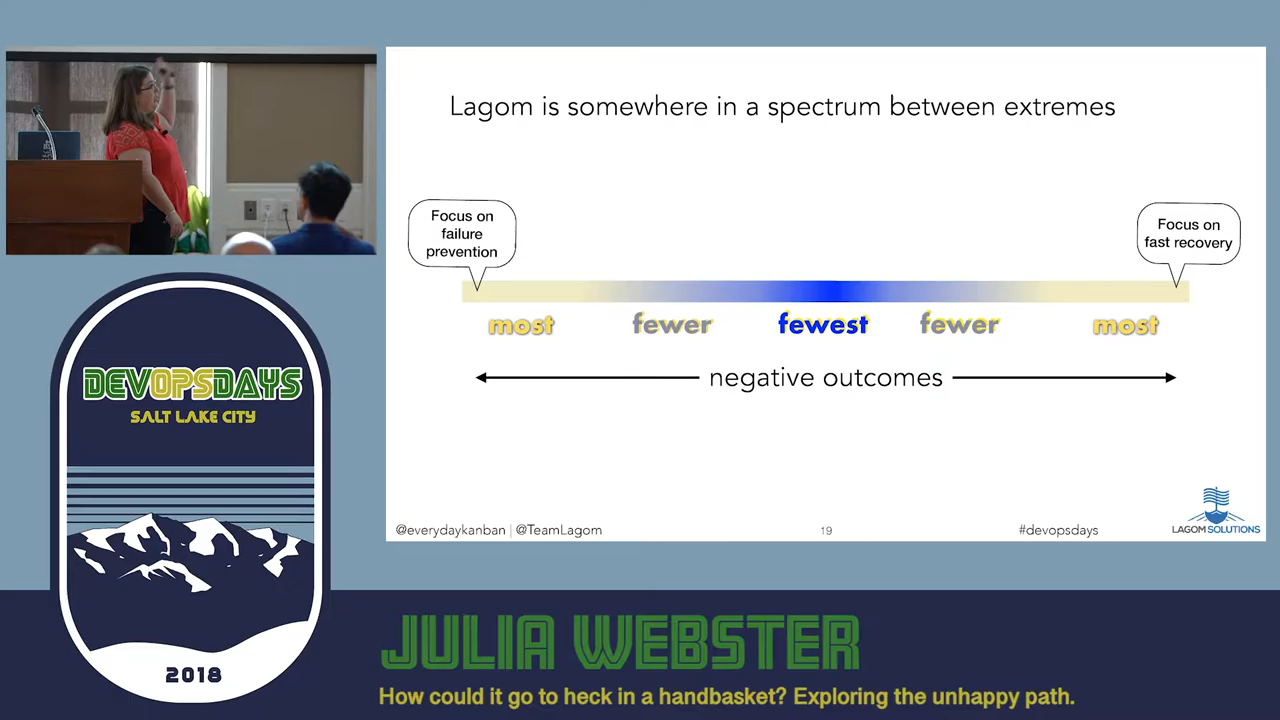 Lagom is somewhere in a spectrum between extremes
Focus on
failure
prevention
Focus on
fast recovery
most
fewer
fewest
fewer
most
negative outcomes
@everydaykanban | @TeamLagom
19
#devopsdays
LAGOM SOLUTIONS
DEVOPSDAYS
SALT LAKE CITY
2018
JULIA WEBSTER
How could it go to heck in a handbasket? Exploring the unhappy path.